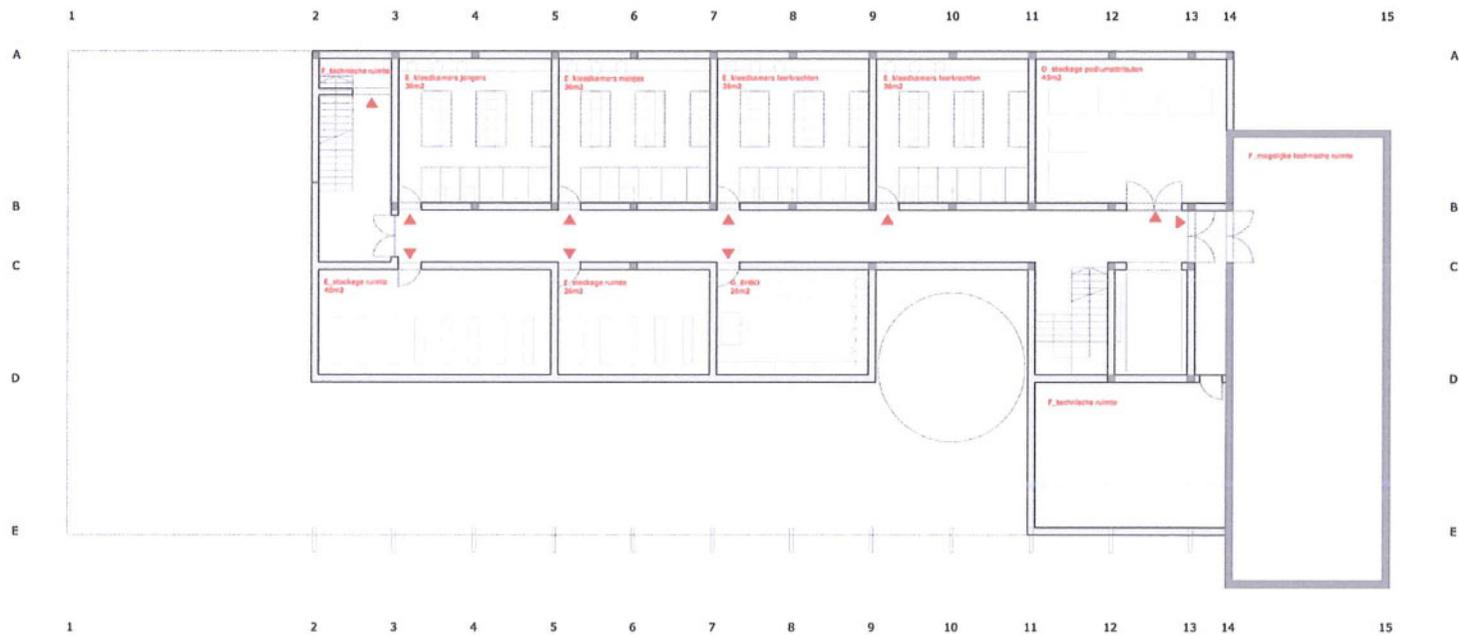 1 2 3 4 5 6 7 8 9 10 11 12 13 14 15
A A
F_technische ruimte
E_kleedkamers jongens
36m2
E_kleedkamers meisjes
36m2
E_kleedkamers leerkrachten
36m2
E_kleedkamers leerkrachten
36m2
D_stockage podiumattributen
45m2
F_mogelijke technische ruimte
B B
C C
E_stockage ruimte
40m2
E_stockage ruimte
26m2
G_EHBO
26m2
D D
F_technische ruimte
E E
1 2 3 4 5 6 7 8 9 10 11 12 13 14 15